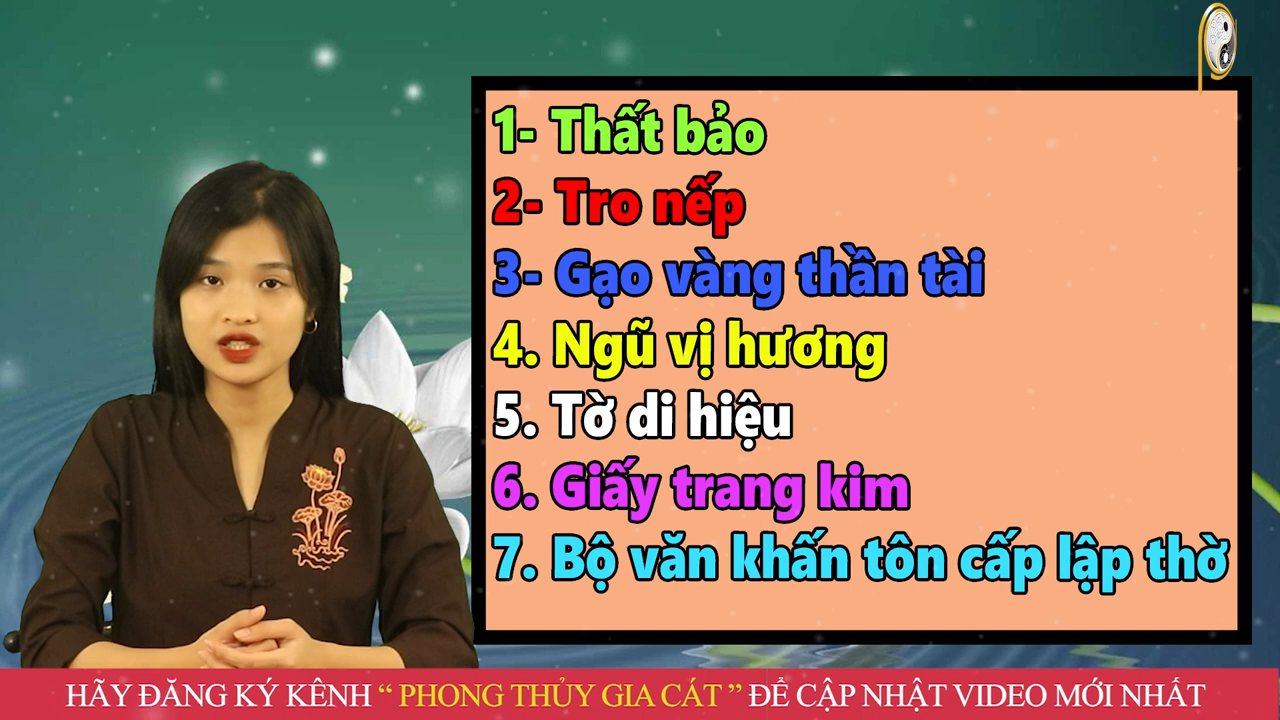 1- Thất bảo
2- Tro nếp
3- Gạo vàng thần tài
4. Ngũ vị hương
5. Tờ di hiệu
6. Giấy trang kim
7. Bộ văn khấn tôn cấp lập thờ
HÃY ĐĂNG KÝ KÊNH “ PHONG THỦY GIA CÁT ” ĐỂ CẬP NHẬT VIDEO MỚI NHẤT